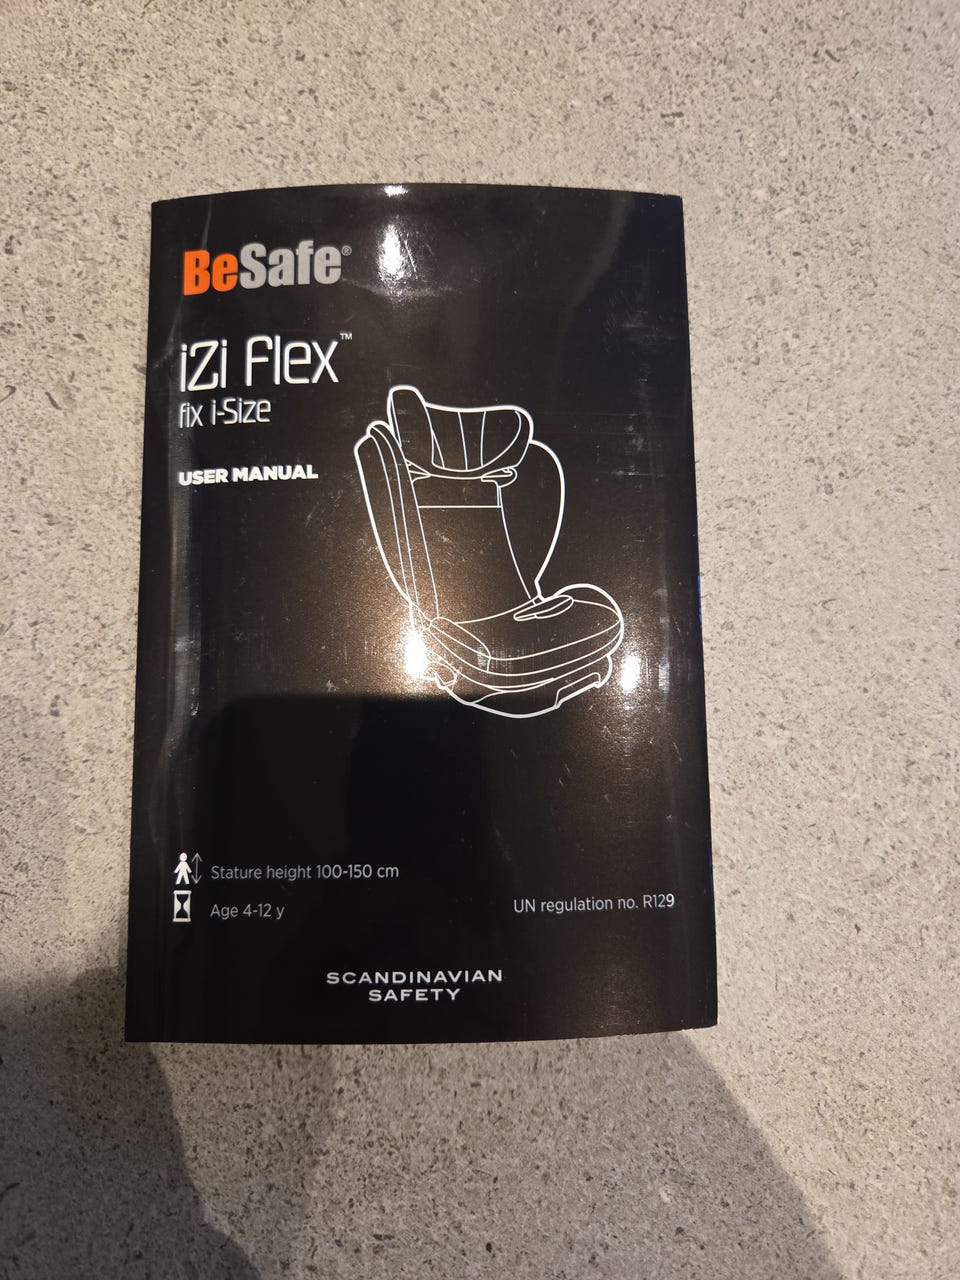 BeSafe®
iZi Flex™
fix i-Size
USER MANUAL
Stature height 100-150 cm
Age 4-12 y
UN regulation no. R129
SCANDINAVIAN
SAFETY